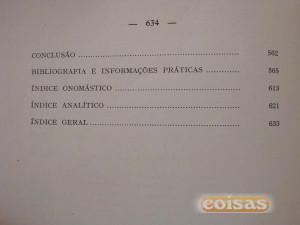 — 634 —
CONCLUSÃO ........ 562
BIBLIOGRAFIA E INFORMAÇÕES PRÁTICAS ........ 565
ÍNDICE ONOMÁSTICO ........ 613
ÍNDICE ANALÍTICO ........ 621
ÍNDICE GERAL ........ 633
coisas